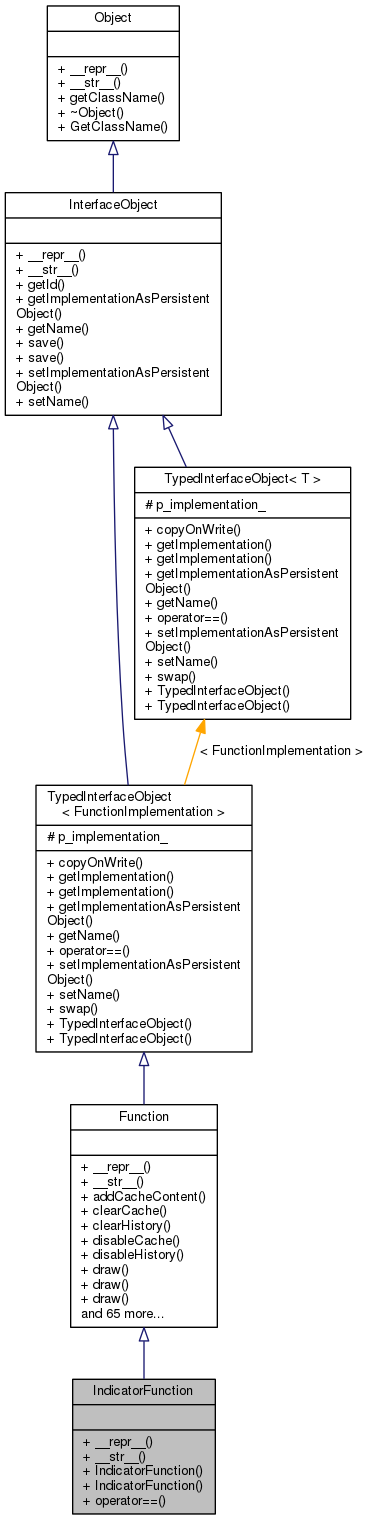 Object
+ __repr__()
+ __str__()
+ getClassName()
+ ~Object()
+ GetClassName()
InterfaceObject
+ __repr__()
+ __str__()
+ getId()
+ getImplementationAsPersistent
Object()
+ getName()
+ save()
+ save()
+ setImplementationAsPersistent
Object()
+ setName()
TypedInterfaceObject< T >
# p_implementation_
+ copyOnWrite()
+ getImplementation()
+ getImplementation()
+ getImplementationAsPersistent
Object()
+ getName()
+ operator==()
+ setImplementationAsPersistent
Object()
+ setName()
+ swap()
+ TypedInterfaceObject()
+ TypedInterfaceObject()
< FunctionImplementation >
TypedInterfaceObject
< FunctionImplementation >
# p_implementation_
+ copyOnWrite()
+ getImplementation()
+ getImplementation()
+ getImplementationAsPersistent
Object()
+ getName()
+ operator==()
+ setImplementationAsPersistent
Object()
+ setName()
+ swap()
+ TypedInterfaceObject()
+ TypedInterfaceObject()
Function
+ __repr__()
+ __str__()
+ addCacheContent()
+ clearCache()
+ clearHistory()
+ disableCache()
+ disableHistory()
+ draw()
+ draw()
+ draw()
and 65 more...
IndicatorFunction
+ __repr__()
+ __str__()
+ IndicatorFunction()
+ IndicatorFunction()
+ operator==()